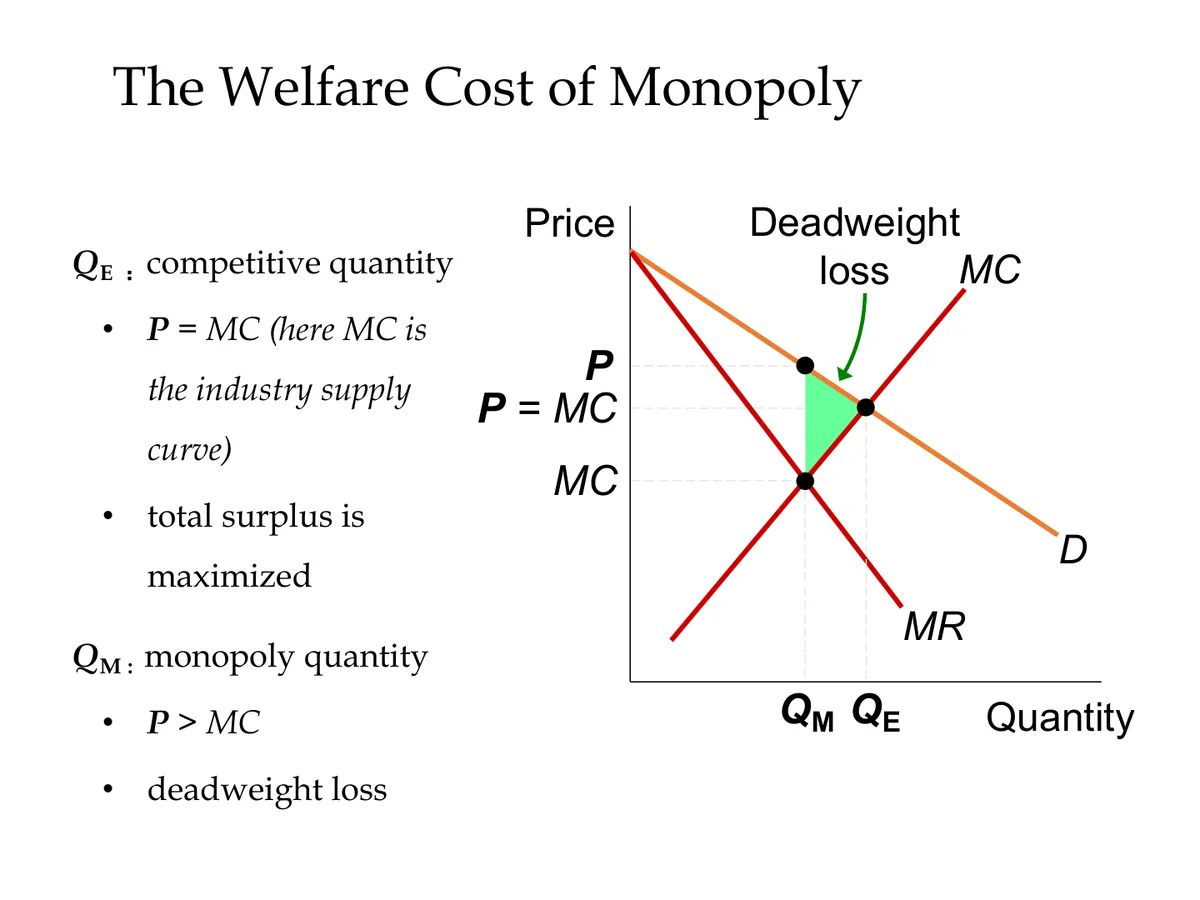 The Welfare Cost of Monopoly
QE : competitive quantity
• P = MC (here MC is
the industry supply
curve)
• total surplus is
maximized
QM : monopoly quantity
• P > MC
• deadweight loss
Price
Deadweight
loss
MC
P
P = MC
MC
D
MR
QM QE
Quantity